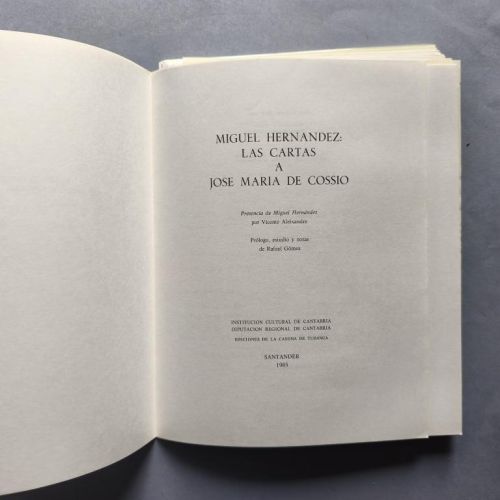 MIGUEL HERNANDEZ:
LAS CARTAS
A
JOSE MARIA DE COSSIO
Presencia de Miguel Hernández
por Vicente Aleixandre
Prólogo, estudio y notas
de Rafael Gómez
INSTITUCION CULTURAL DE CANTABRIA
DIPUTACION REGIONAL DE CANTABRIA
EDICIONES DE LA CASONA DE TUDANCA
SANTANDER
1985